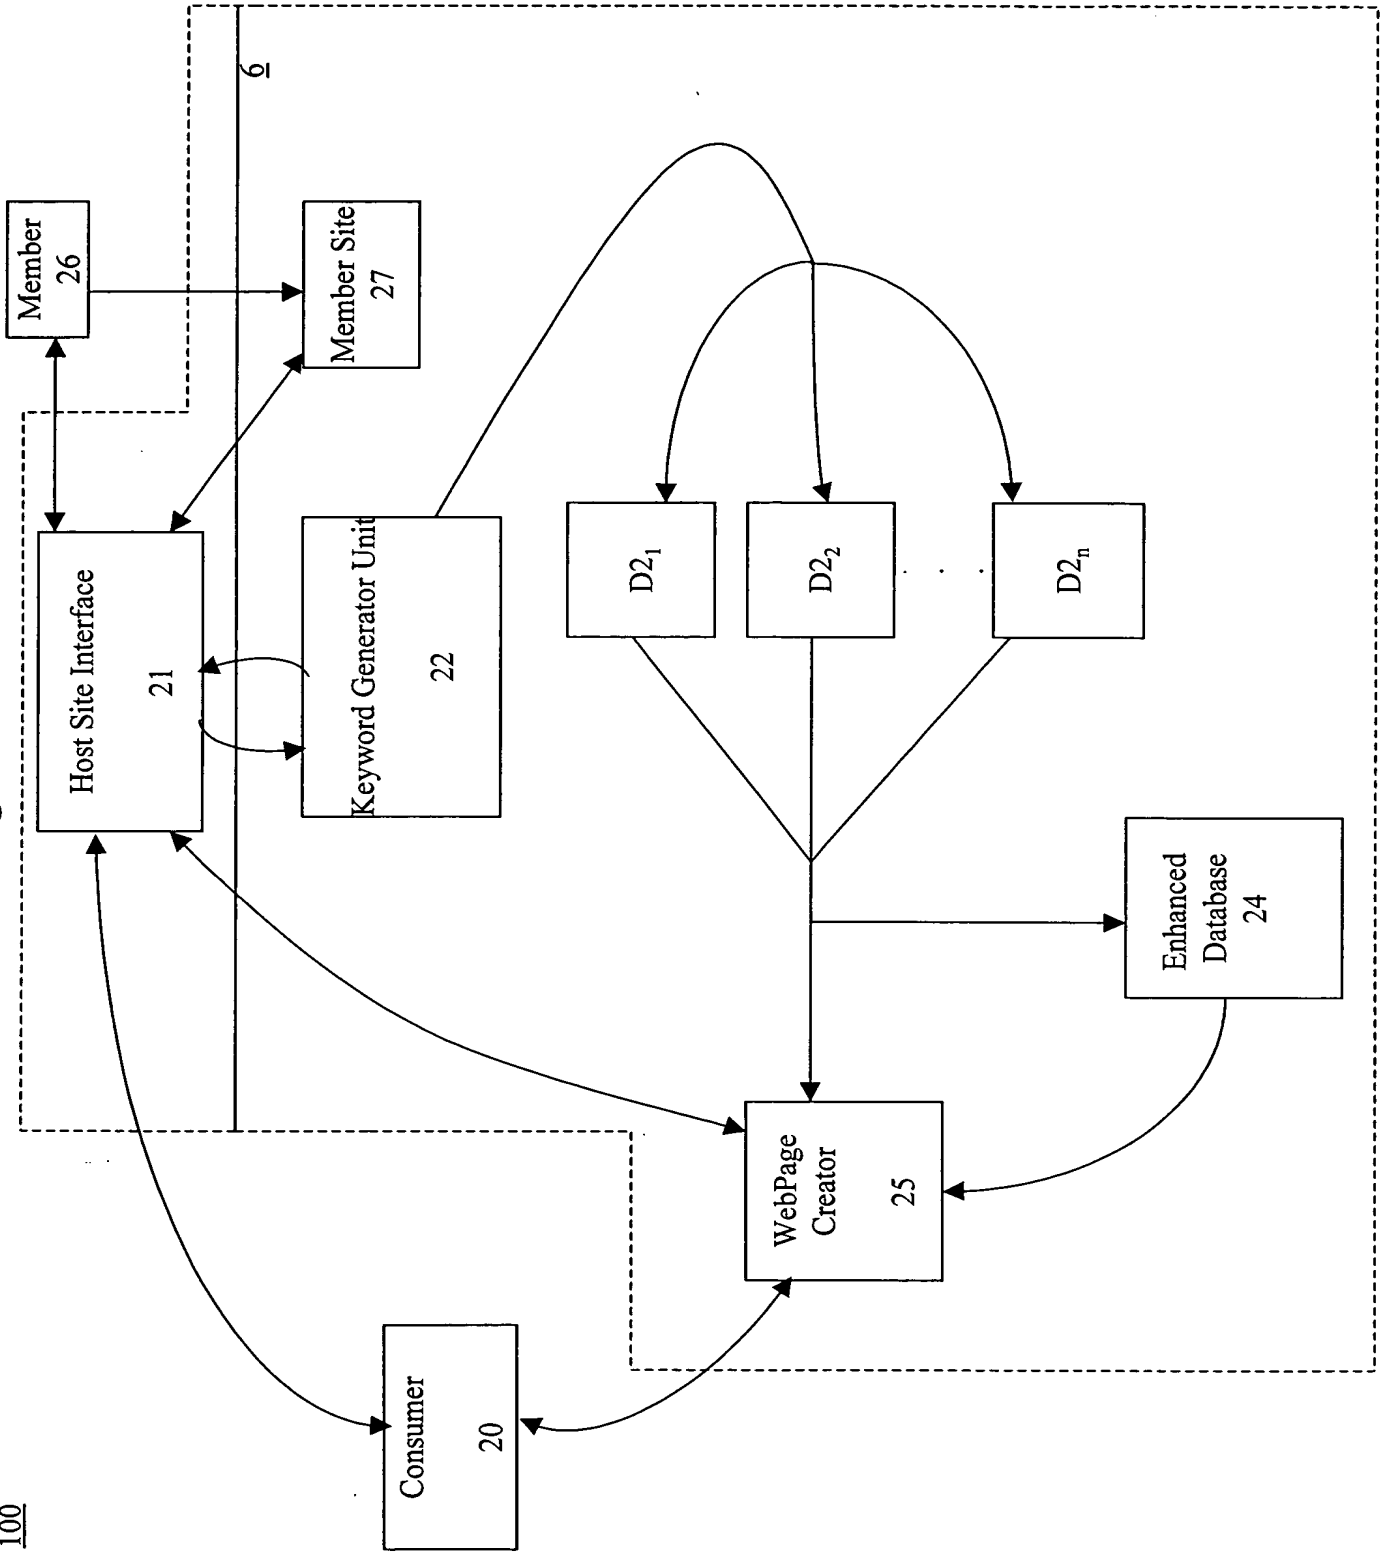 100
Consumer
20
Host Site Interface
21
Member
26
6
Member Site
27
Keyword Generator Unit
22
D2₁
D2₂
. . .
D2ₙ
WebPage
Creator
25
Enhanced
Database
24